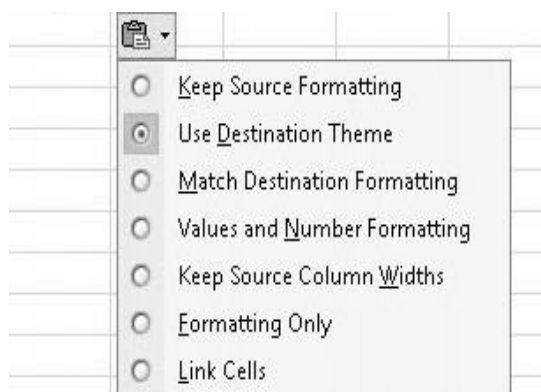 Keep Source Formatting
Use Destination Theme
Match Destination Formatting
Values and Number Formatting
Keep Source Column Widths
Formatting Only
Link Cells